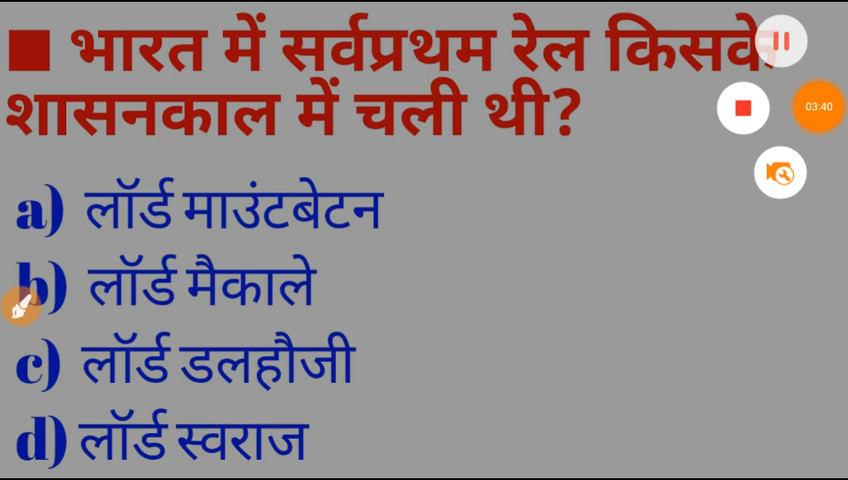 ■ भारत में सर्वप्रथम रेल किसके
शासनकाल में चली थी?
a) लॉर्ड माउंटबेटन
b) लॉर्ड मैकाले
c) लॉर्ड डलहौजी
d) लॉर्ड स्वराज
03:40